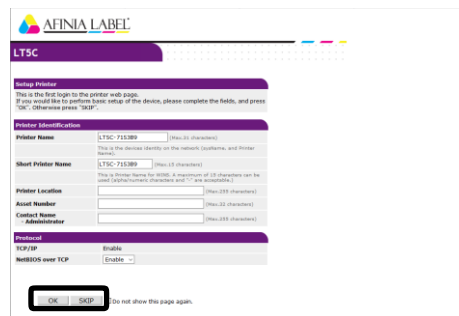 AFINIA LABEL
LT5C
Setup Printer
This is the first login to the printer web page.
If you would like to perform basic setup of the device, please complete the fields, and press
"OK". Otherwise press "SKIP".
Printer Identification
Printer Name LT5C-7153B9 (Max.31 characters)
This is the devices identity on the network (systeme, and Printer
Name).
Short Printer Name LT5C-7153B9 (Max.15 characters)
This is Printer Name for WINS. A maximum of 15 characters can be
used (alpha/numeric characters and "-" are acceptable.)
Printer Location (Max.255 characters)
Asset Number (Max.32 characters)
Contact Name (Max.255 characters)
- Administrator
Protocol
TCP/IP Enable
NetBIOS over TCP Enable
OK SKIP Do not show this page again.